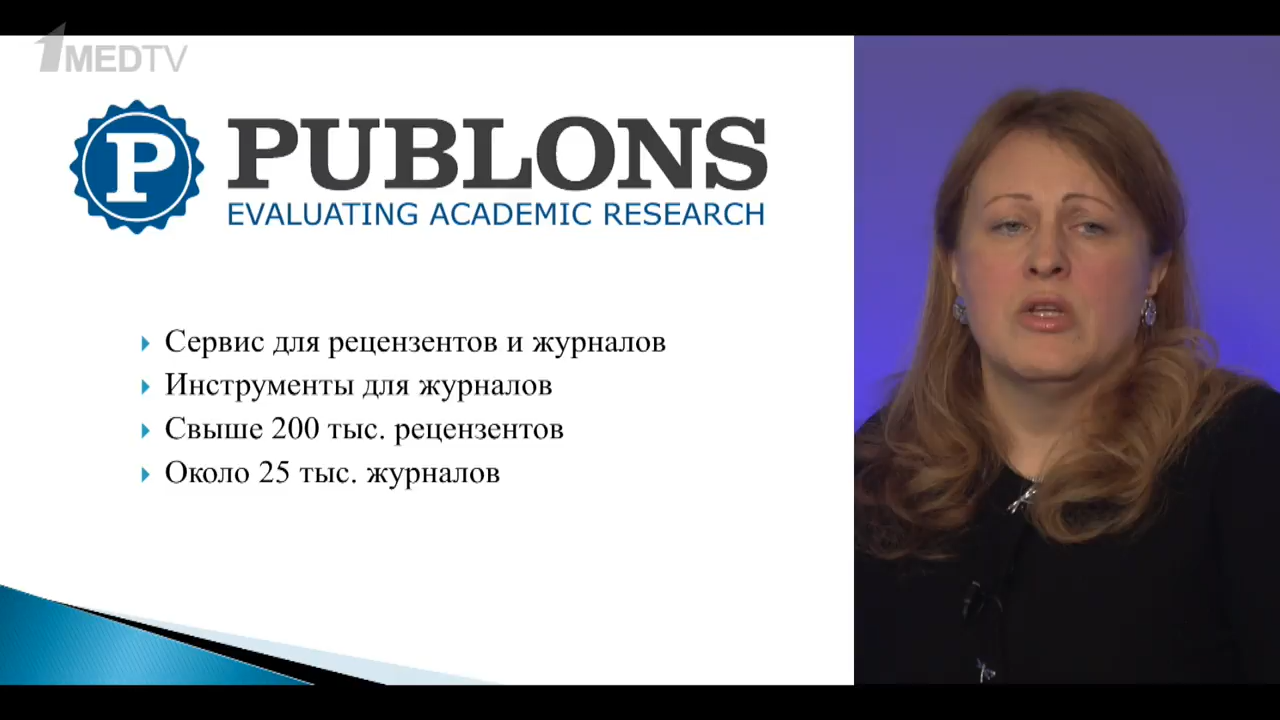 1MEDTV
P PUBLONS
EVALUATING ACADEMIC RESEARCH
Сервис для рецензентов и журналов
Инструменты для журналов
Свыше 200 тыс. рецензентов
Около 25 тыс. журналов